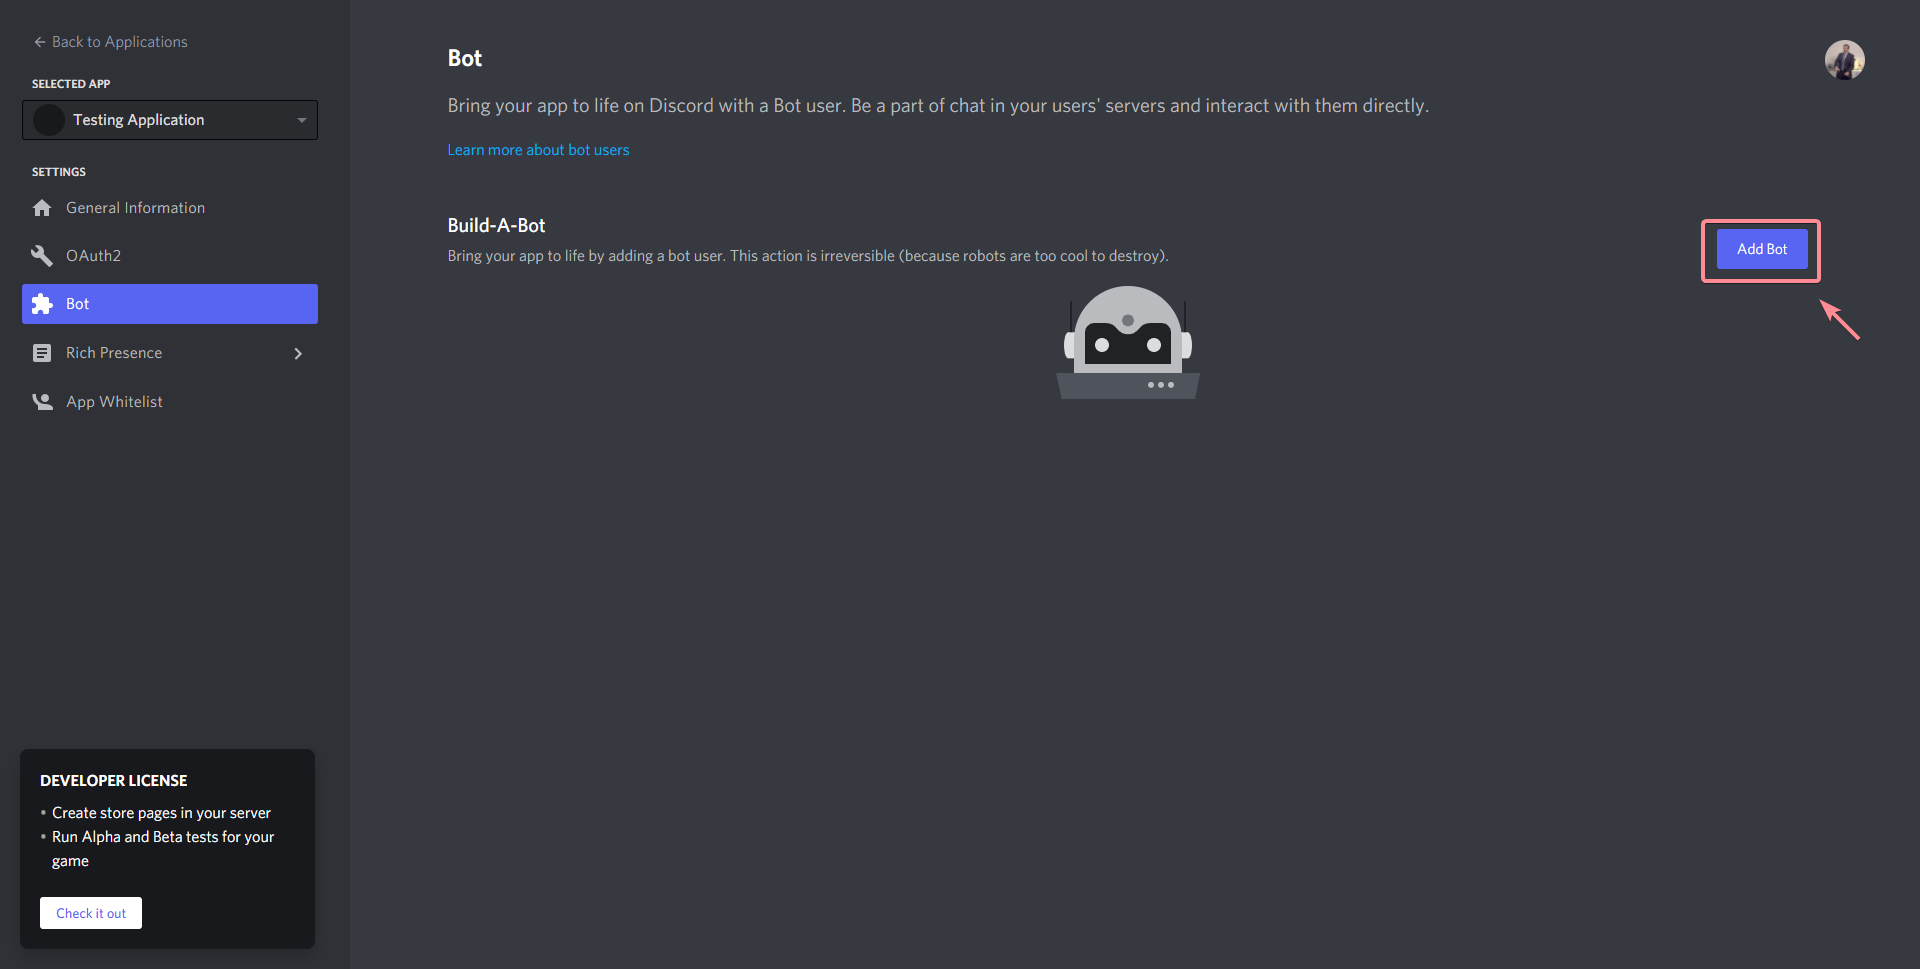 Back to Applications
SELECTED APP
Testing Application
SETTINGS
General Information
OAuth2
Bot
Rich Presence
App Whitelist
DEVELOPER LICENSE
• Create store pages in your server
• Run Alpha and Beta tests for your
game
Check it out
Bot
Bring your app to life on Discord with a Bot user. Be a part of chat in your users' servers and interact with them directly.
Learn more about bot users
Build-A-Bot
Bring your app to life by adding a bot user. This action is irreversible (because robots are too cool to destroy).
Add Bot